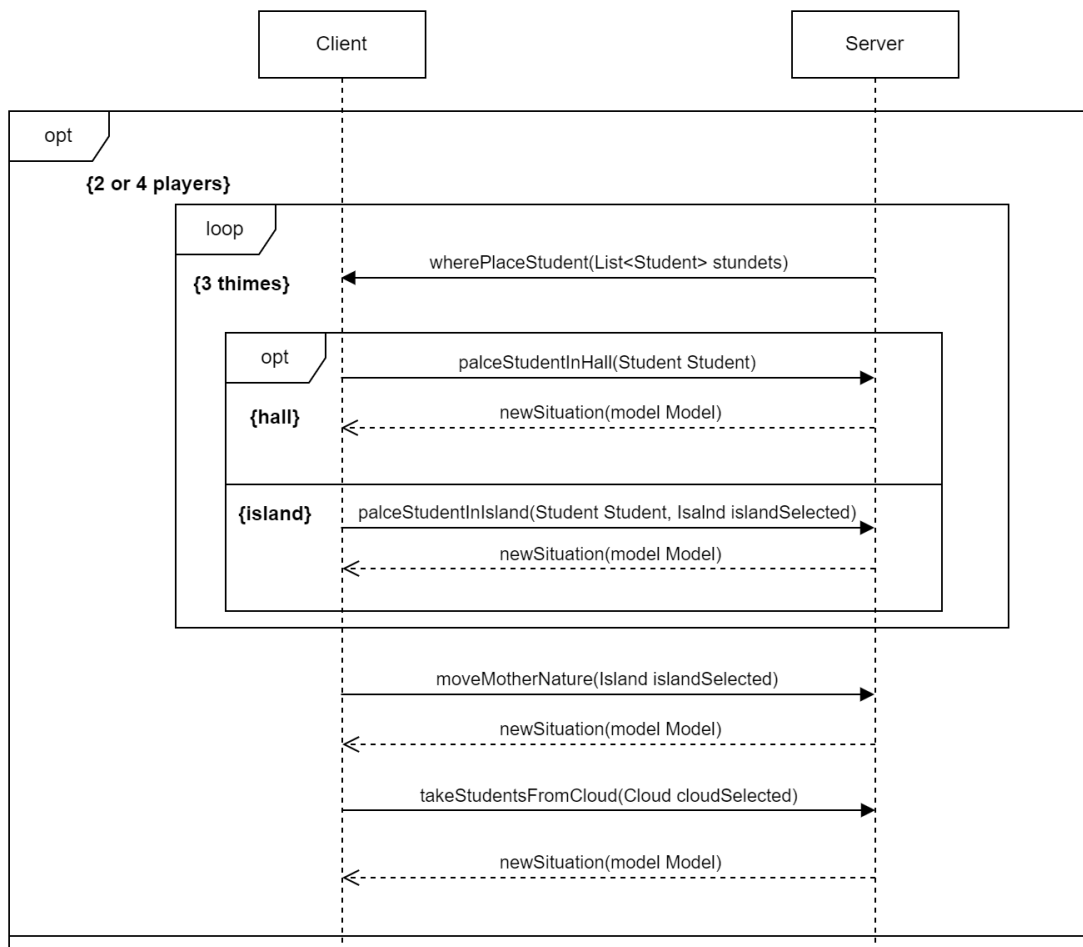 Client
Server
opt
{2 or 4 players}
loop
wherePlaceStudent(List<Student> stundets)
{3 thimes}
opt
palceStudentInHall(Student Student)
{hall}
newSituation(model Model)
{island}
palceStudentInIsland(Student Student, Isalnd islandSelected)
newSituation(model Model)
moveMotherNature(Island islandSelected)
newSituation(model Model)
takeStudentsFromCloud(Cloud cloudSelected)
newSituation(model Model)